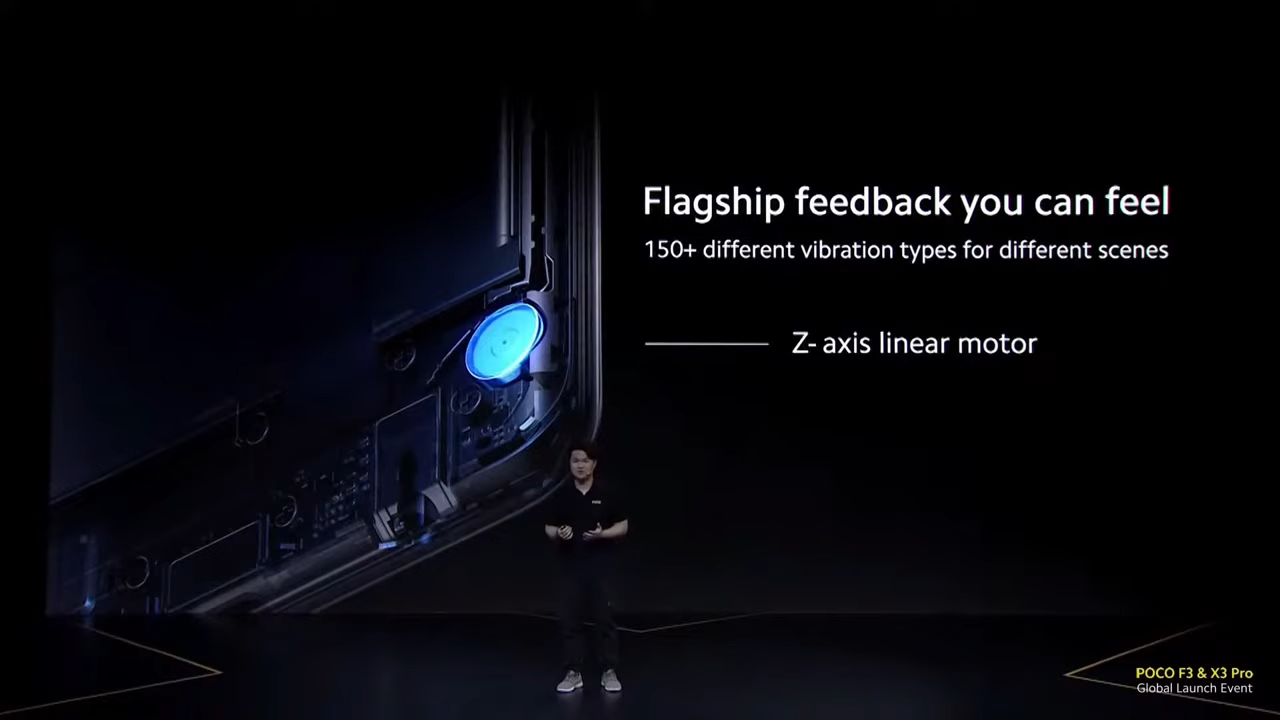 Flagship feedback you can feel
150+ different vibration types for different scenes
Z- axis linear motor
POCO F3 & X3 Pro
Global Launch Event